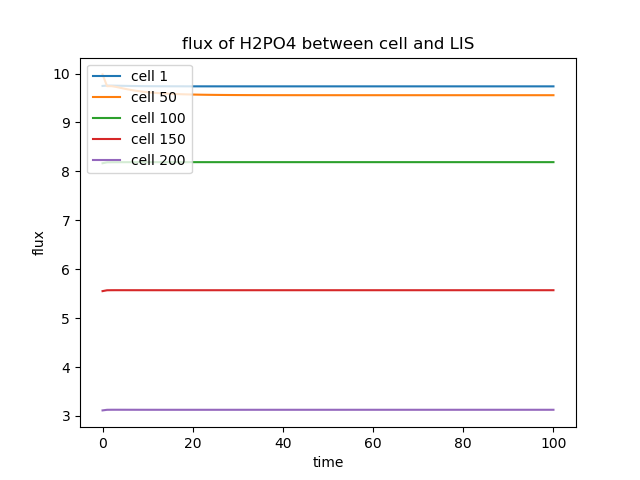 flux of H2PO4 between cell and LIS
cell 1
cell 50
cell 100
cell 150
cell 200
10
9
8
7
6
5
4
3
flux
0 20 40 60 80 100
time